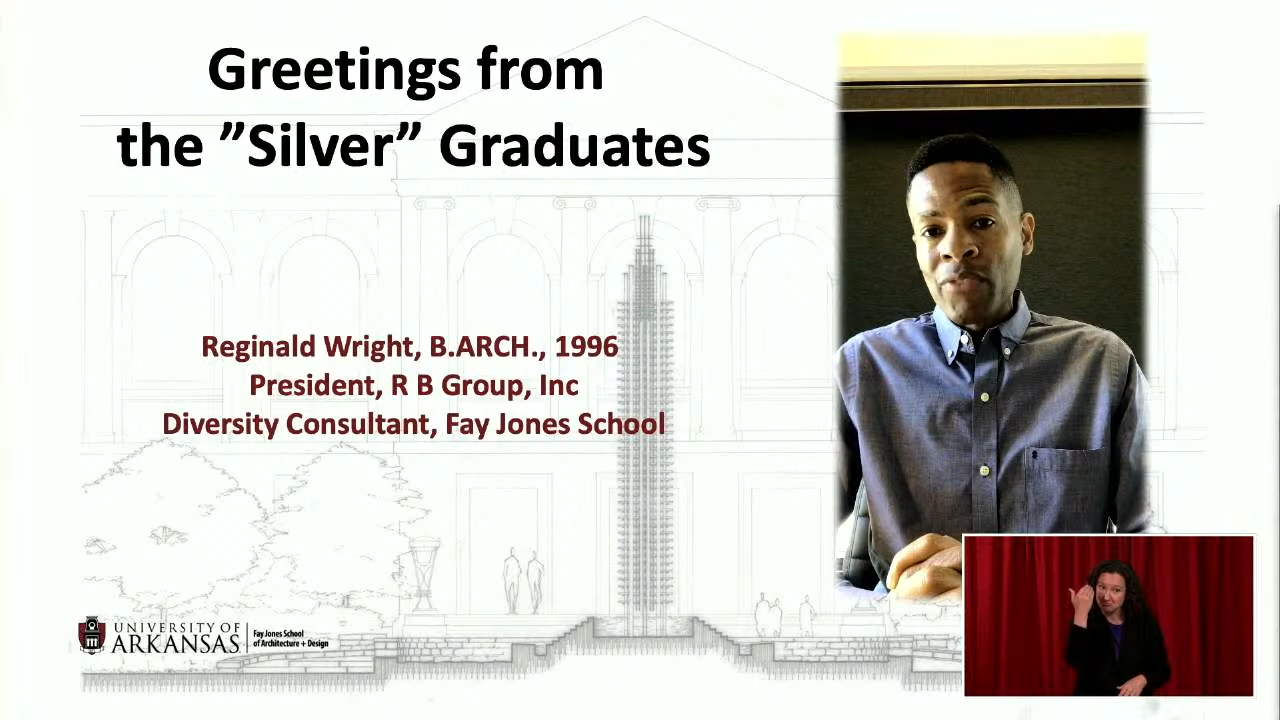 Greetings from
the ”Silver” Graduates
Reginald Wright, B.ARCH., 1996
President, R B Group, Inc
Diversity Consultant, Fay Jones School
UNIVERSITY OF
ARKANSAS
Fay Jones School
of Architecture + Design